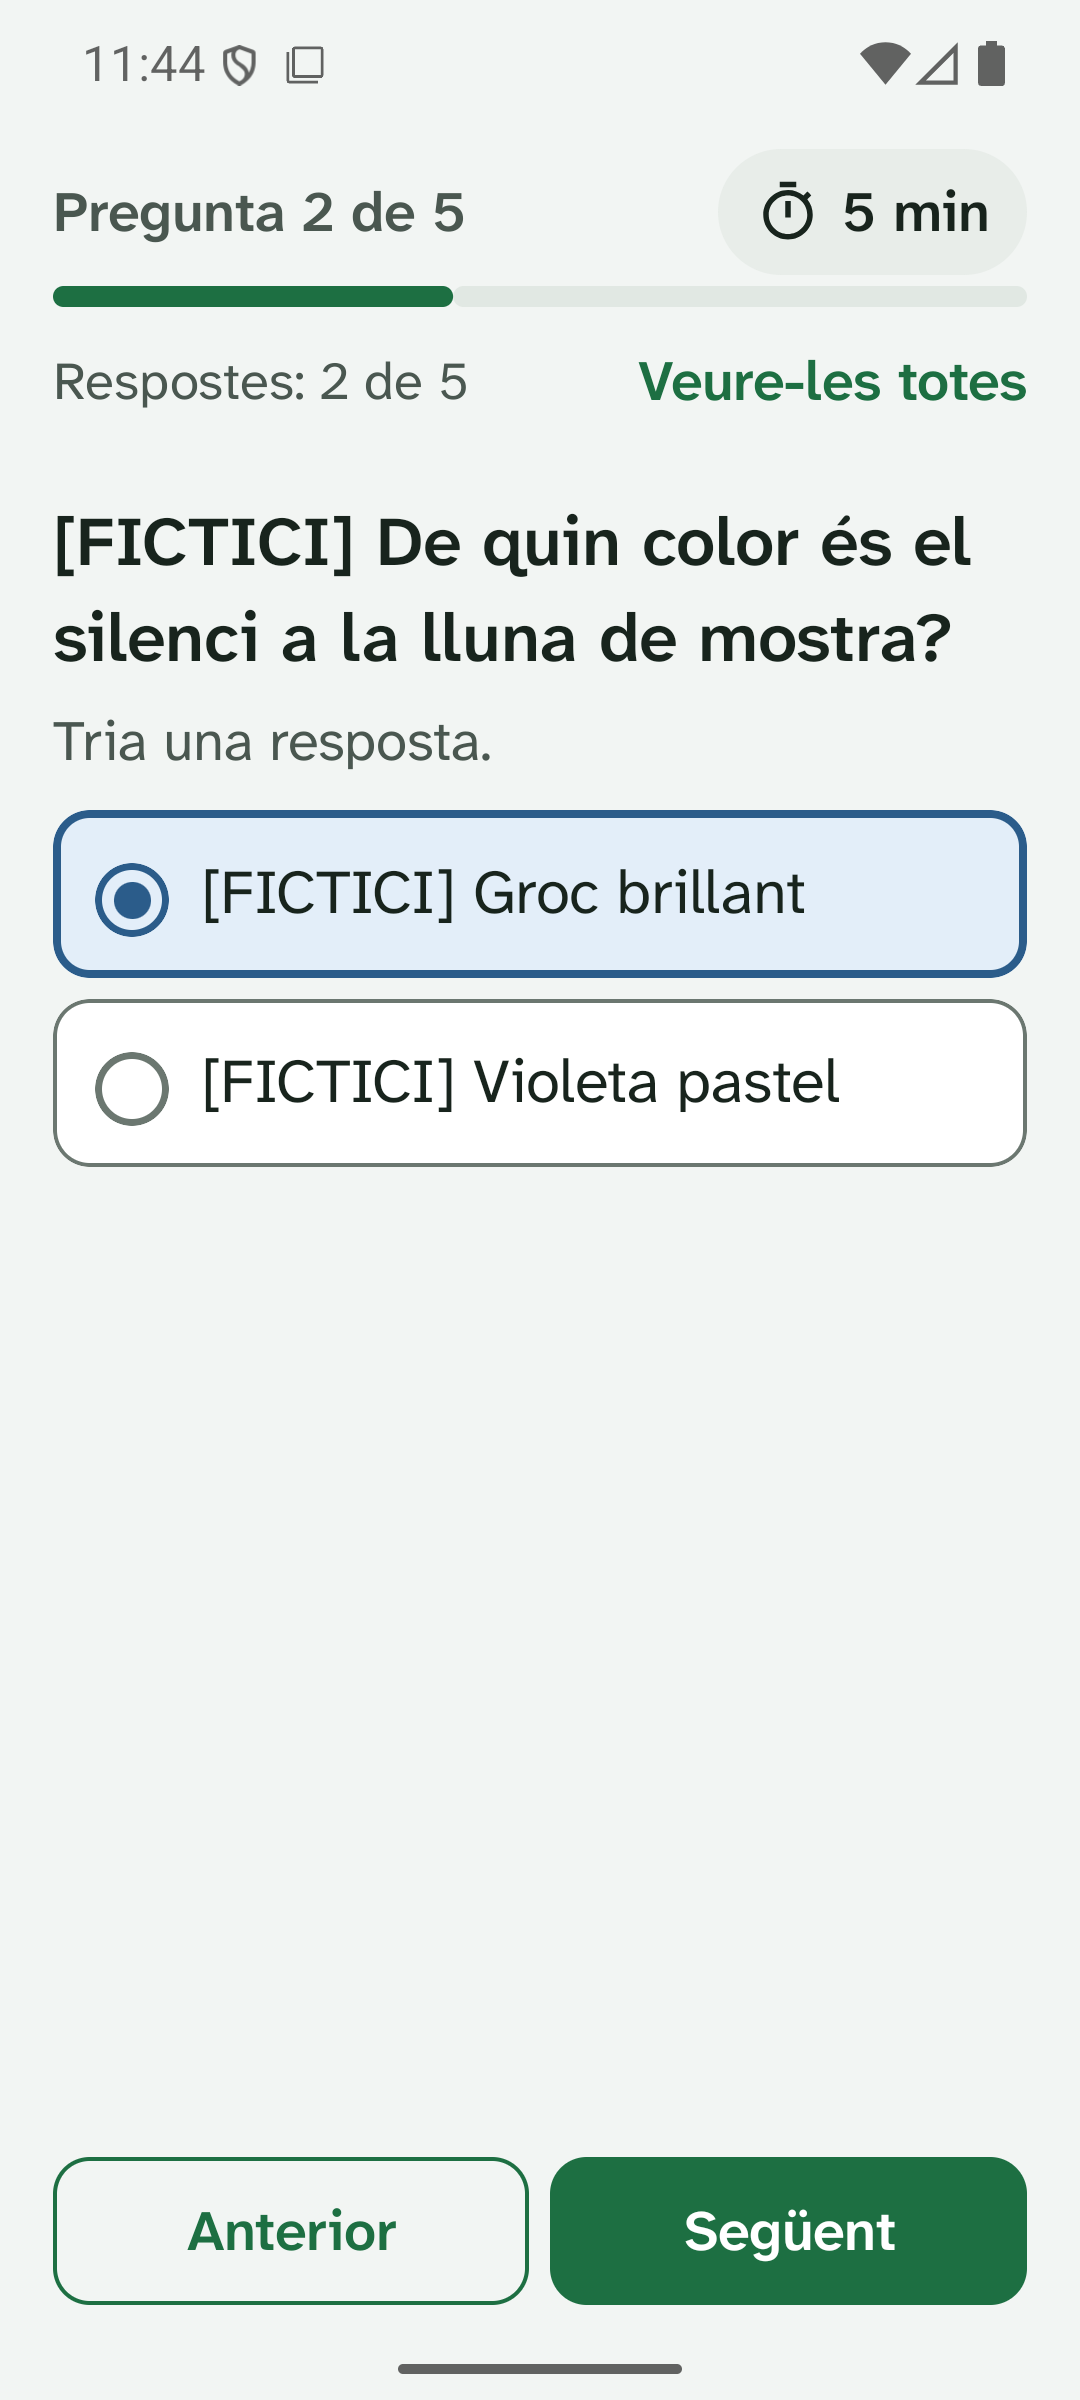 11:44
Pregunta 2 de 5
5 min
Respostes: 2 de 5
Veure-les totes
[FICTICI] De quin color és el
silenci a la lluna de mostra?
Tria una resposta.
[FICTICI] Groc brillant
[FICTICI] Violeta pastel
Anterior
Següent